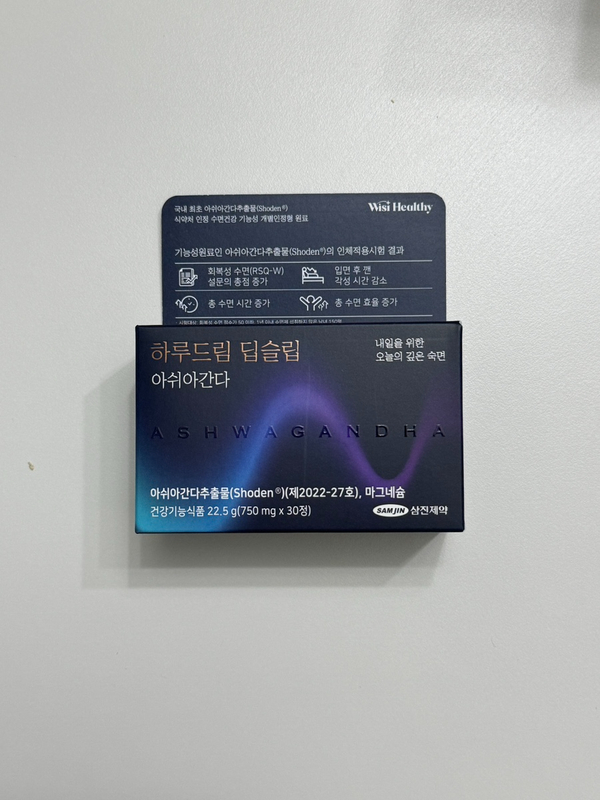 국내 최초 아쉬아간다추출물(Shoden®)
식약처 인정 수면건강 기능성 개별인정형 원료
Wisi Healthy
기능성원료인 아쉬아간다추출물(Shoden®)의 인체적용시험 결과
회복성 수면(RSQ-W)
설문의 총점 증가
입면 후 깬
각성 시간 감소
총 수면 시간 증가
총 수면 효율 증가
하루드림 딥슬립
아쉬아간다
내일을 위한
오늘의 깊은 숙면
ASHWAGANDHA
아쉬아간다추출물(Shoden®)(제2022-27호), 마그네슘
건강기능식품 22.5 g(750 mg x 30정)
SAMJIN 삼진제약